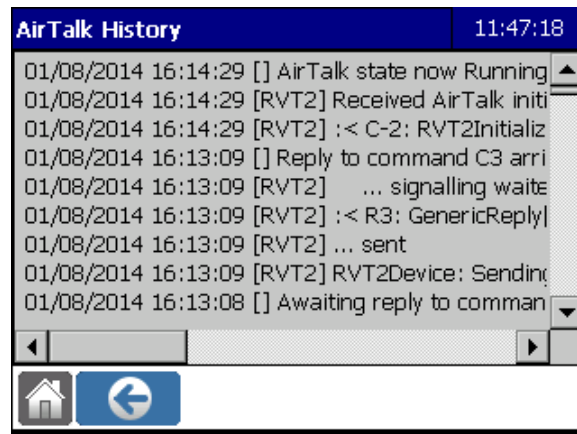 AirTalk History 11:47:18
01/08/2014 16:14:29 [] AirTalk state now Running
01/08/2014 16:14:29 [RVT2] Received AirTalk initi
01/08/2014 16:14:29 [RVT2] :< C-2: RVT2Initializ
01/08/2014 16:13:09 [] Reply to command C3 arri
01/08/2014 16:13:09 [RVT2] ... signalling waite
01/08/2014 16:13:09 [RVT2] :< R3: GenericReply|
01/08/2014 16:13:09 [RVT2] ... sent
01/08/2014 16:13:09 [RVT2] RVT2Device: Sending
01/08/2014 16:13:08 [] Awaiting reply to comman